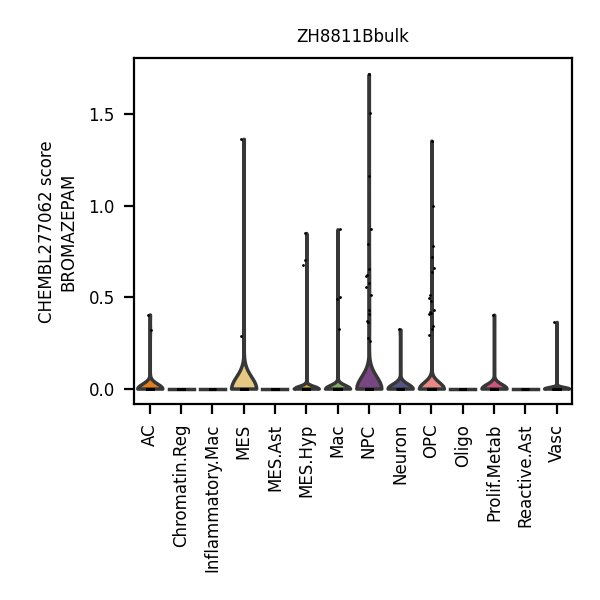 ZH8811Bbulk
CHEMBL277062 score
BROMAZEPAM
1.5
1.0
0.5
0.0
AC
Chromatin.Reg
Inflammatory.Mac
MES
MES.Ast
MES.Hyp
Mac
NPC
Neuron
OPC
Oligo
Prolif.Metab
Reactive.Ast
Vasc